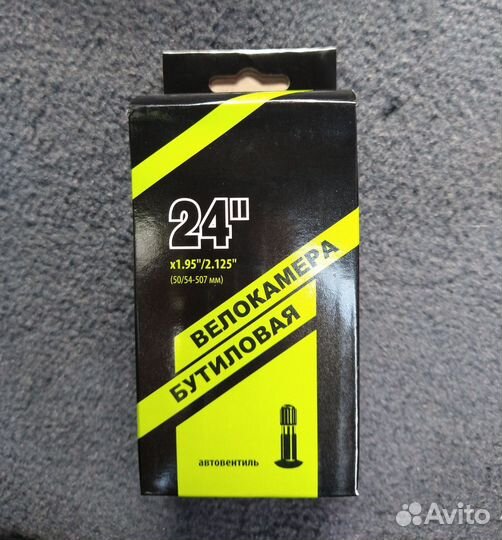 24"
x1.95"/2.125"
(50/54-507 мм)
ВЕЛОКАМЕРА
БУТИЛОВАЯ
автовентиль
Avito